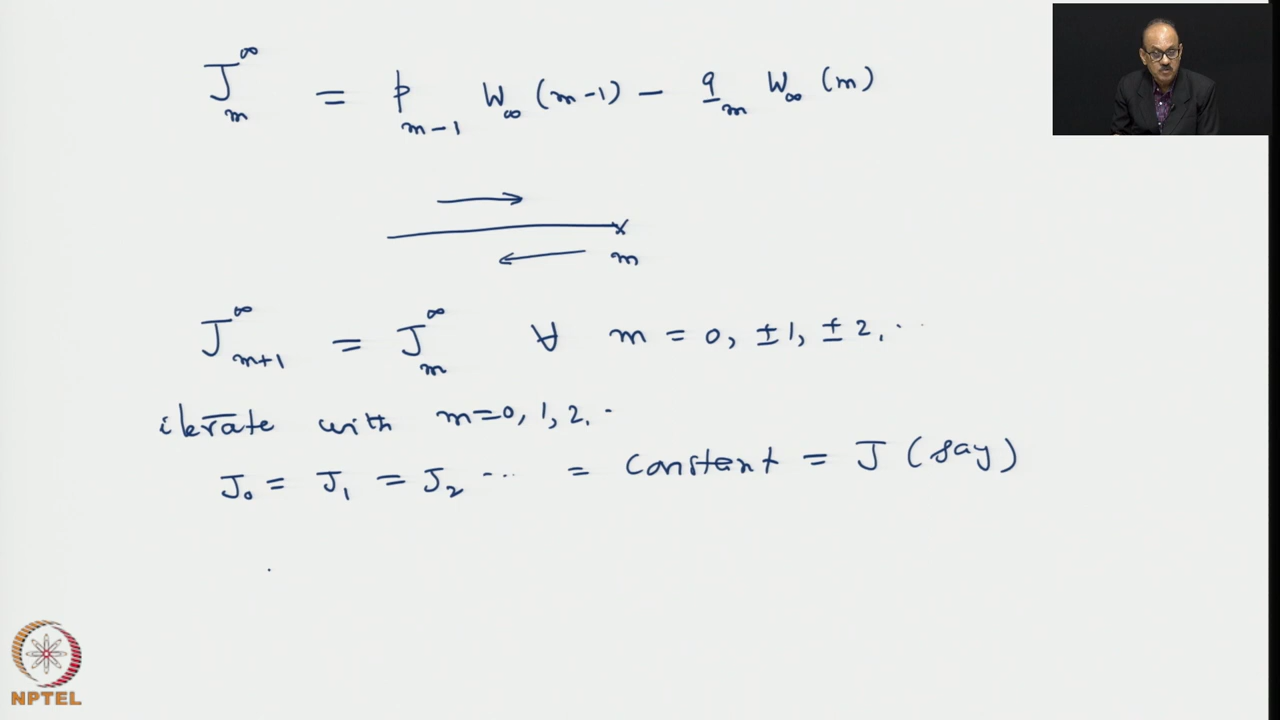 J^∞_m = p_{m-1} W_∞ (m-1) - q_m W_∞ (m)
m
J^∞_{m+1} = J^∞_m ∀ m = 0, ±1, ±2, ..
iterate with m=0, 1, 2. ·
J_0 = J_1 = J_2 ... = constant = J (say)
NPTEL